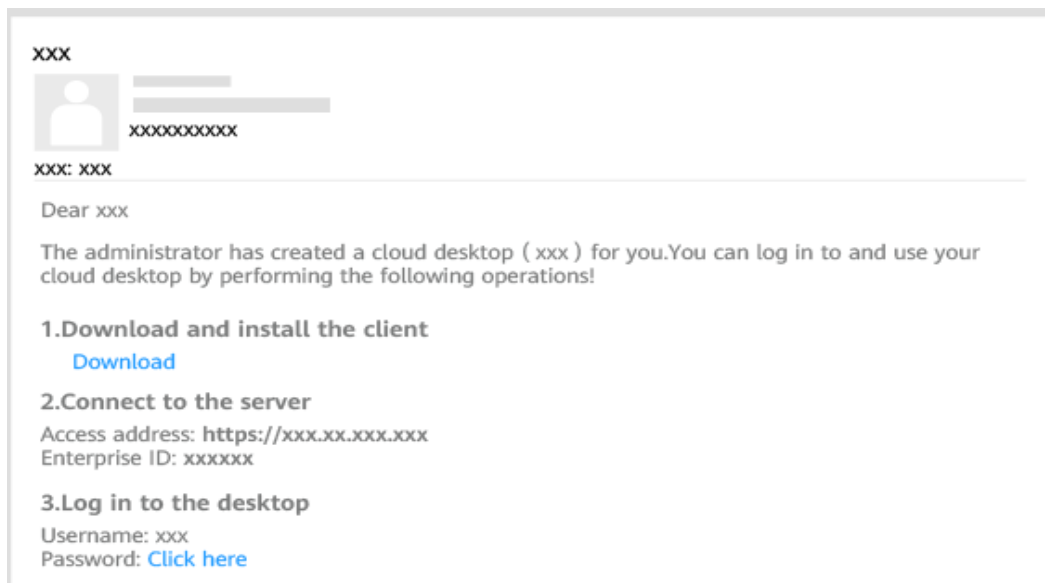 xxx
xxxxxxxxxx
xxx: xxx
Dear xxx
The administrator has created a cloud desktop ( xxx ) for you.You can log in to and use your
cloud desktop by performing the following operations!
1.Download and install the client
Download
2.Connect to the server
Access address: https://xxx.xx.xxx.xxx
Enterprise ID: xxxxxx
3.Log in to the desktop
Username: xxx
Password: Click here